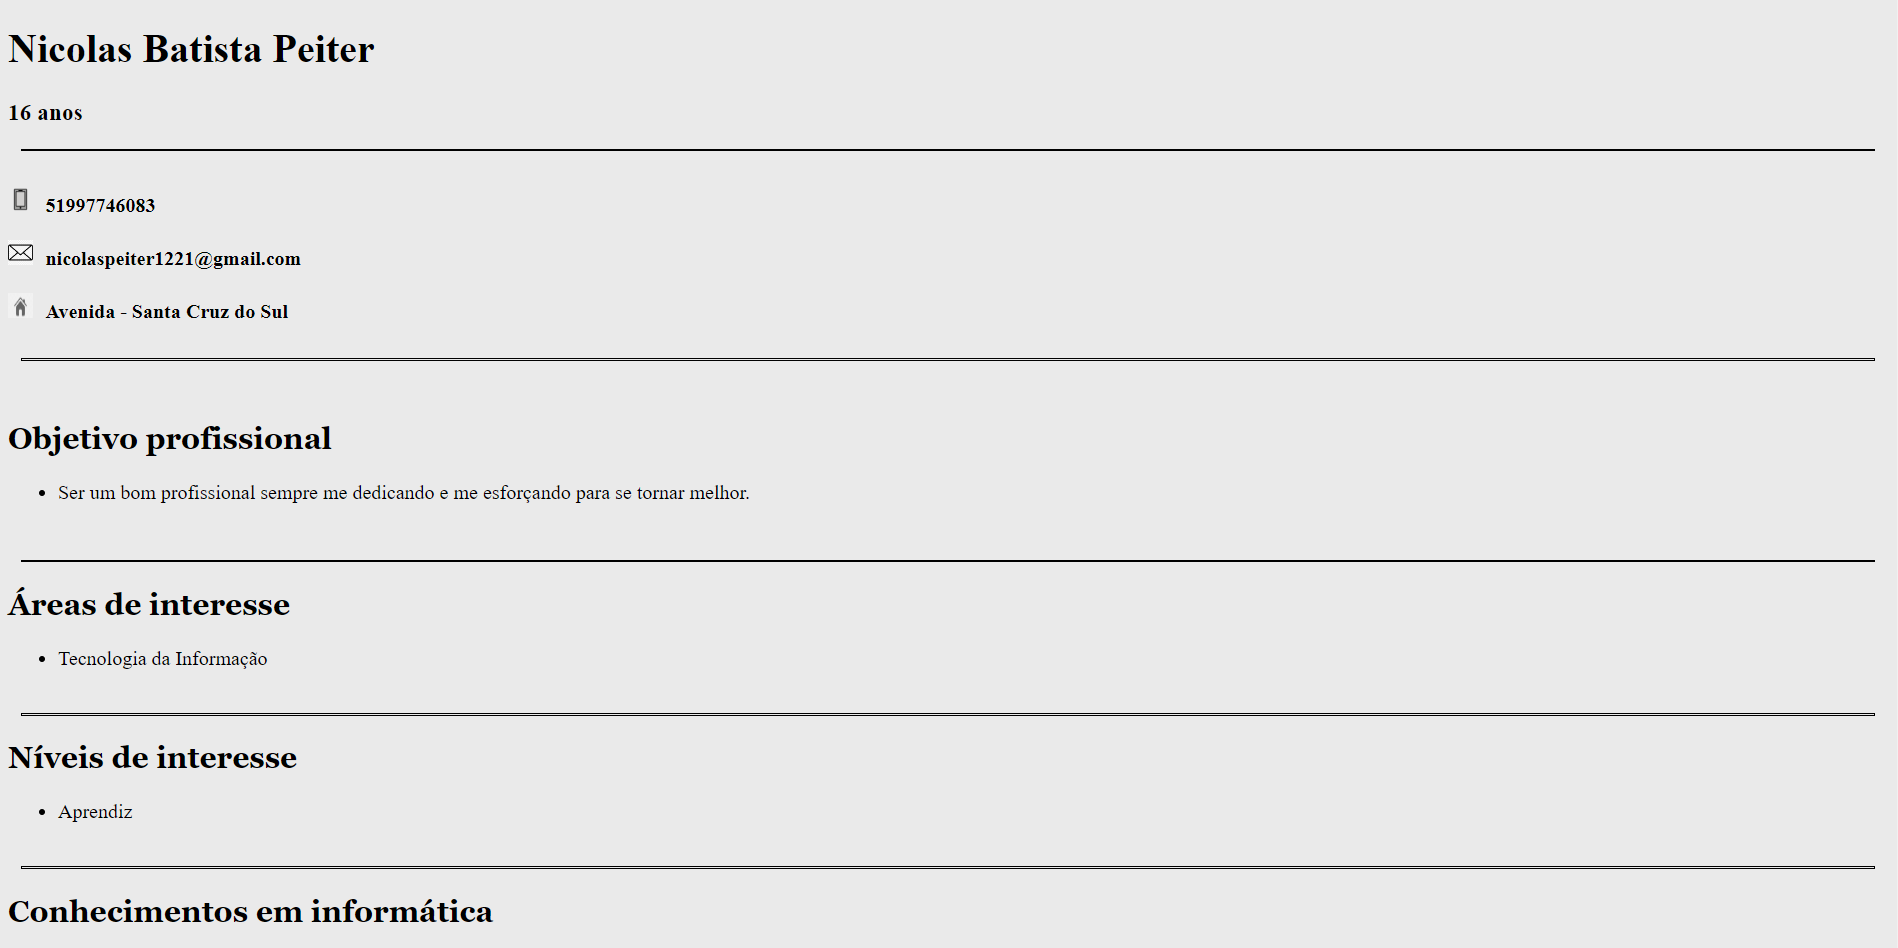 Nicolas Batista Peiter
16 anos
51997746083
nicolaspeiter1221@gmail.com
Avenida - Santa Cruz do Sul
Objetivo profissional
• Ser um bom profissional sempre me dedicando e me esforçando para se tornar melhor.
Áreas de interesse
• Tecnologia da Informação
Níveis de interesse
• Aprendiz
Conhecimentos em informática